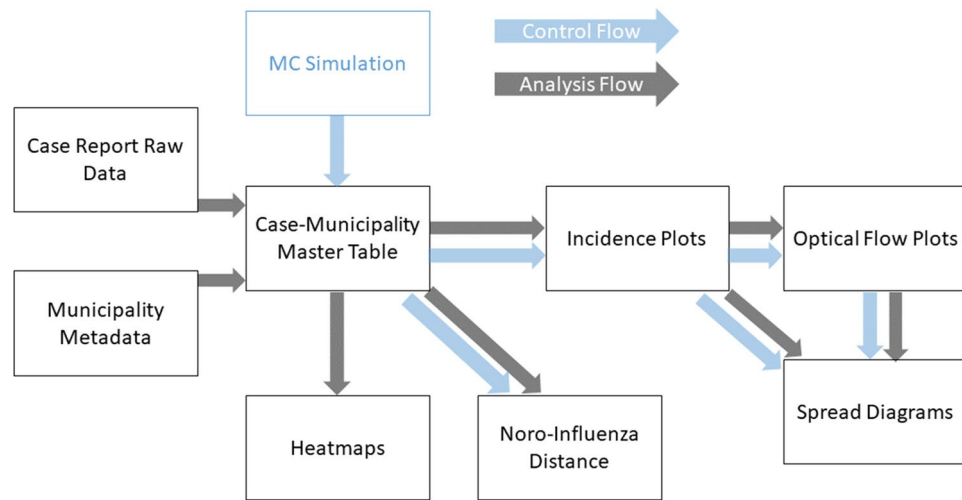 MC Simulation
Control Flow
Analysis Flow
Case Report Raw
Data
Case-Municipality
Master Table
Incidence Plots
Optical Flow Plots
Municipality
Metadata
Heatmaps
Noro-Influenza
Distance
Spread Diagrams